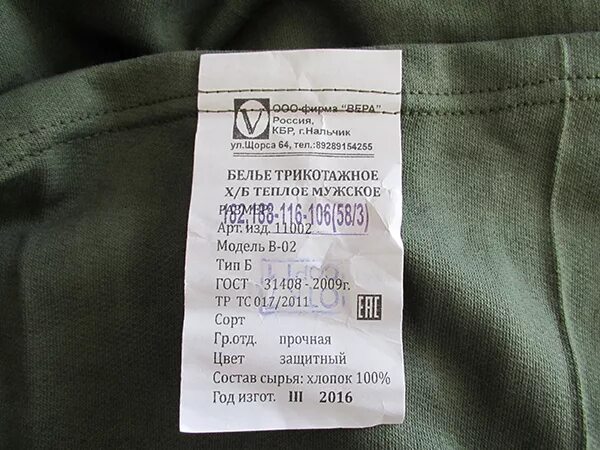 V
ООО-фирма "ВЕРА"
Россия,
КБР, г.Нальчик
ул.Щорса 64, тел.:89289154255
БЕЛЬЕ ТРИКОТАЖНОЕ
Х/Б ТЕПЛОЕ МУЖСКОЕ
РАЗМЕР
182,188-116-106(58/3)
Арт. изд. 11002
Модель В-02
Тип Б
ГОСТ 31408 - 2009г.
ТР ТС 017/2011
ЕАС
Сорт
Гр.отд. прочная
Цвет защитный
Состав сырья: хлопок 100%
Год изгот. III 2016